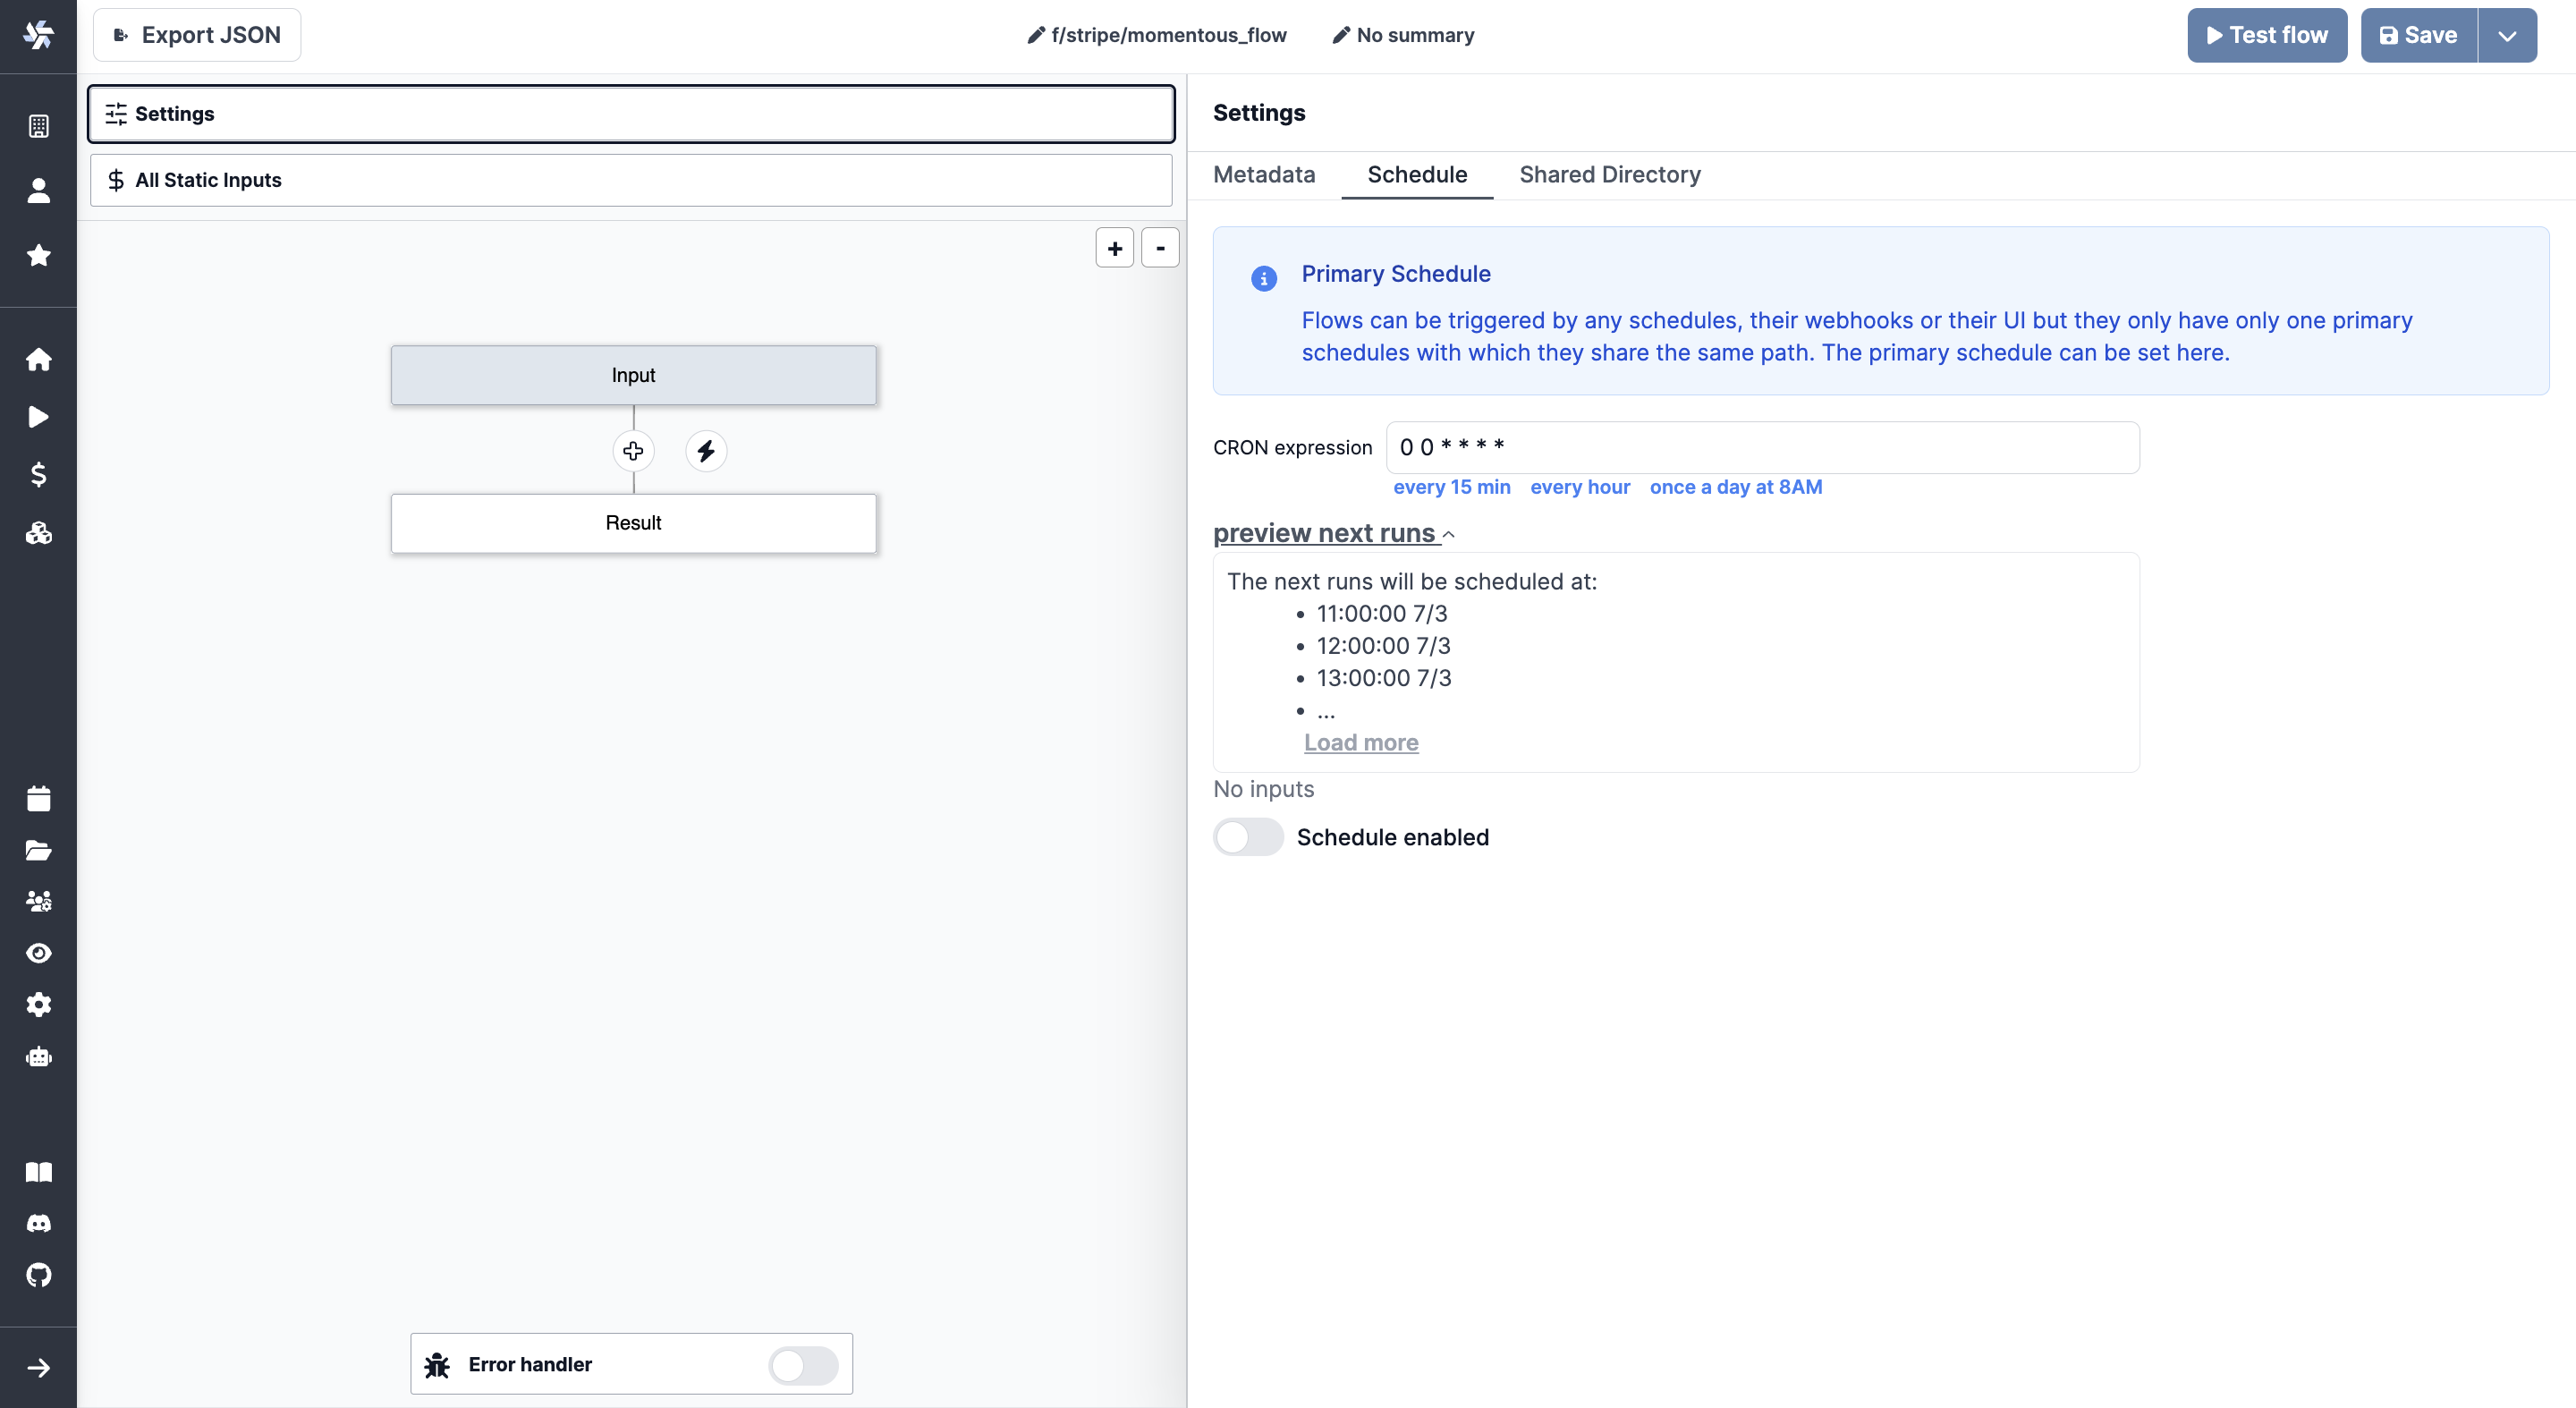 Export JSON
f/stripe/momentous_flow
No summary
Test flow
Save
Settings
All Static Inputs
+
-
Input
Result
Error handler
Settings
Metadata
Schedule
Shared Directory
Primary Schedule
Flows can be triggered by any schedules, their webhooks or their UI but they only have only one primary
schedules with which they share the same path. The primary schedule can be set here.
CRON expression
0 0 * * * *
every 15 min
every hour
once a day at 8AM
preview next runs
The next runs will be scheduled at:
• 11:00:00 7/3
• 12:00:00 7/3
• 13:00:00 7/3
• ...
Load more
No inputs
Schedule enabled